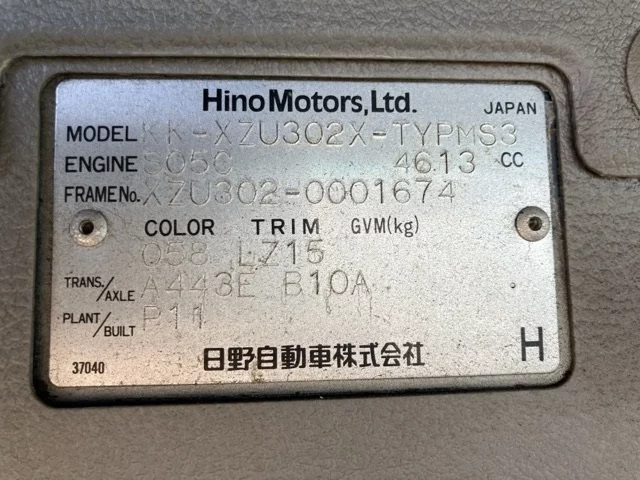 Hino Motors, Ltd. JAPAN
MODEL KK-XZU302X-TYPMS3
ENGINE S05C 4613 CC
FRAME No. XZU302-0001674
COLOR TRIM GVM(kg)
058 LZ15
TRANS./AXLE A443E B10A
PLANT/BUILT P11
37040 日野自動車株式会社 H